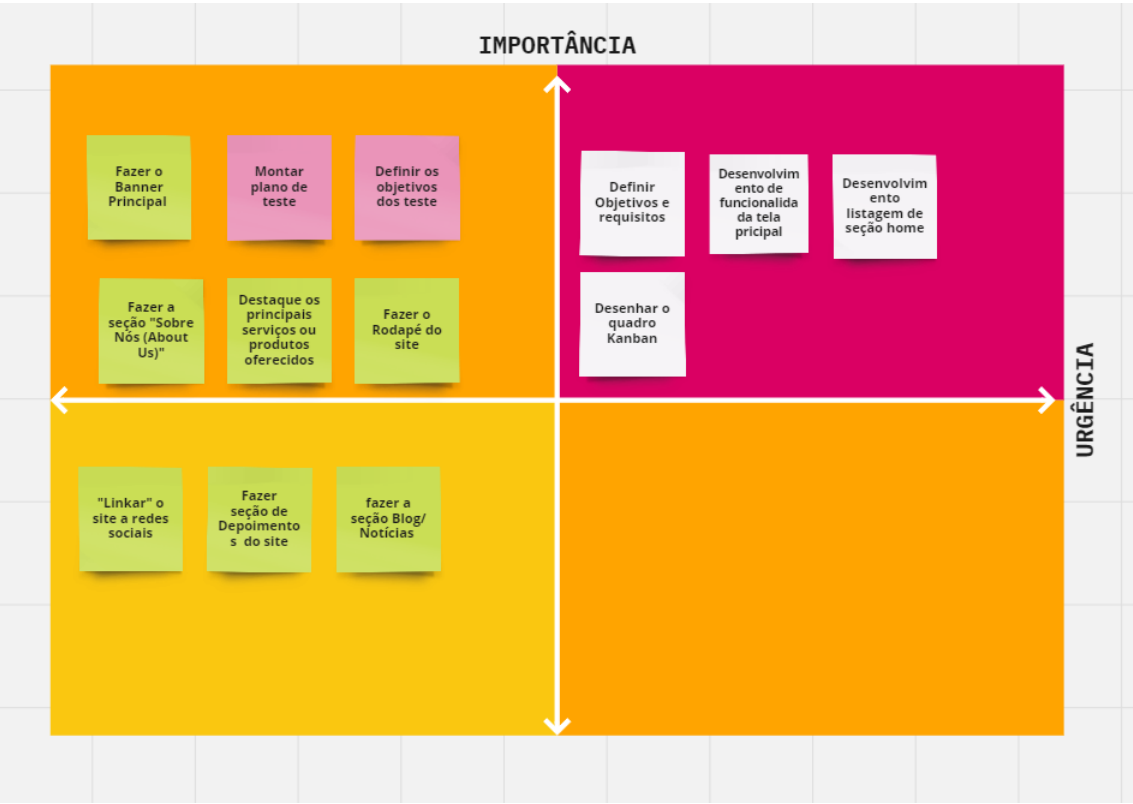 IMPORTÂNCIA
Fazer o
Banner
Principal
Montar
plano de
teste
Definir os
objetivos
dos teste
Definir
Objetivos e
requisitos
Desenvolvim
ento de
funcionalida
da tela
pricipal
Desenvolvim
ento
listagem de
seção home
Fazer a
seção "Sobre
Nós (About
Us)"
Destaque os
principais
serviços ou
produtos
oferecidos
Fazer o
Rodapé do
site
Desenhar o
quadro
Kanban
URGÊNCIA
"Linkar" o
site a redes
sociais
Fazer
seção de
Depoimento
s do site
fazer a
seção Blog/
Notícias